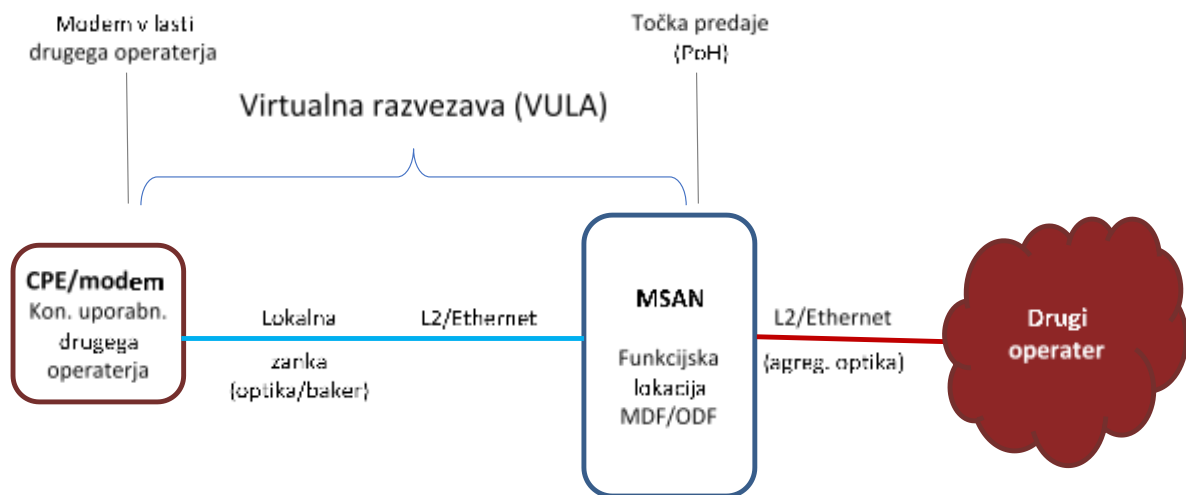 Modem v lasti
drugega operaterja
Točka predaje
(PoH)
Virtualna razvezava (VULA)
CPE/modem
Kon. uporabn.
drugega
operaterja
Lokalna
zanka
(optika/baker)
L2/Ethernet
MSAN
Funkcijska
lokacija
MDF/ODF
L2/Ethernet
(agreg. optika)
Drugi
operater